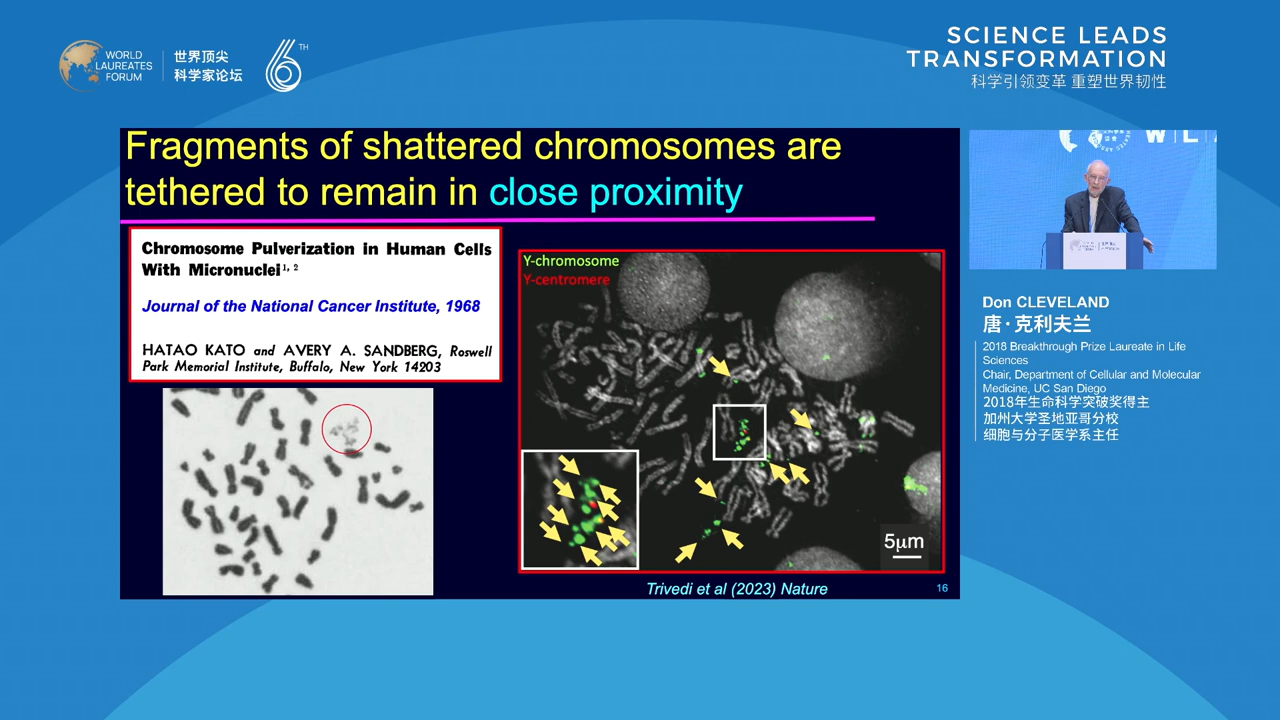 WORLD
LAUREATES
FORUM
世界顶尖
科学家论坛
6TH
SCIENCE LEADS
TRANSFORMATION
科学引领变革 重塑世界韧性
Fragments of shattered chromosomes are
tethered to remain in close proximity
Chromosome Pulverization in Human Cells
With Micronuclei1, 2
Journal of the National Cancer Institute, 1968
HATAO KATO and AVERY A. SANDBERG, Roswell
Park Memorial Institute, Buffalo, New York 14203
Y-chromosome
Y-centromere
5µm
Trivedi et al (2023) Nature
16
Don CLEVELAND
唐·克利夫兰
2018 Breakthrough Prize Laureate in Life
Sciences
Chair, Department of Cellular and Molecular
Medicine, UC San Diego
2018年生命科学突破奖得主
加州大学圣地亚哥分校
细胞与分子医学系主任